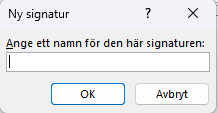 Ny signatur
?
Ange ett namn för den här signaturen:
OK
Avbryt